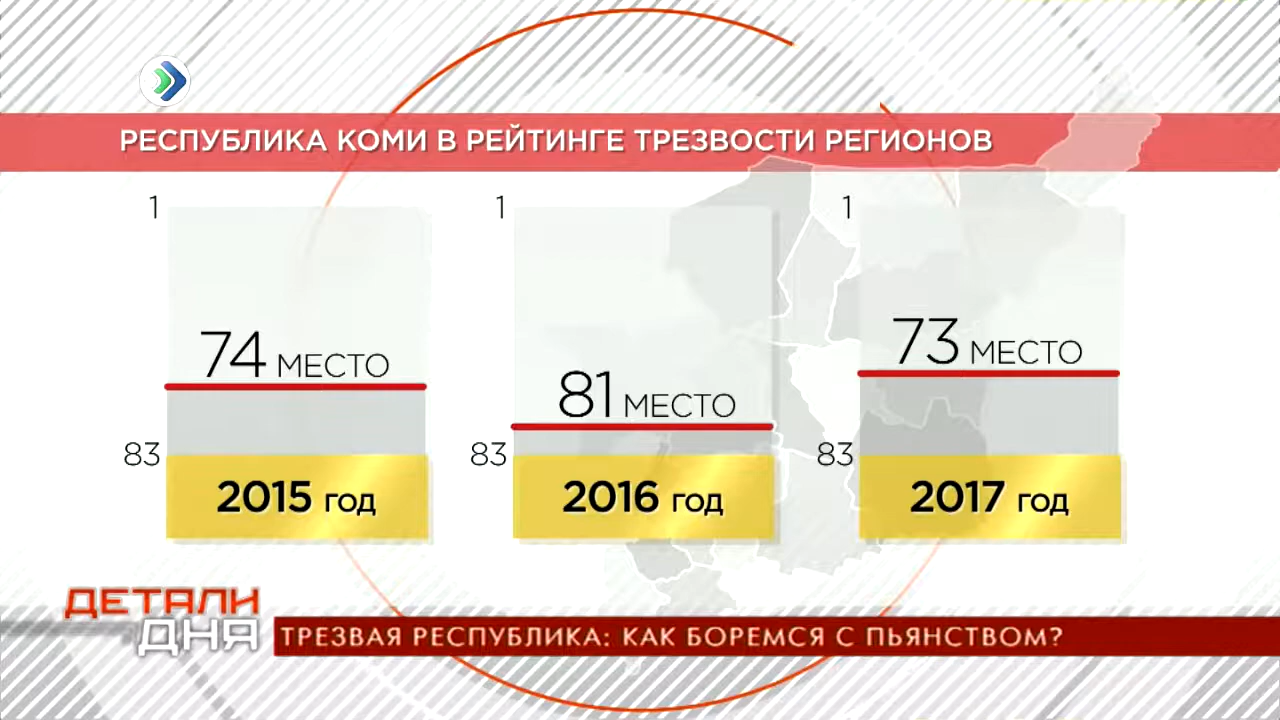 РЕСПУБЛИКА КОМИ В РЕЙТИНГЕ ТРЕЗВОСТИ РЕГИОНОВ
1
74 МЕСТО
83
2015 год
1
81 МЕСТО
83
2016 год
1
73 МЕСТО
83
2017 год
ДЕТАЛИ
ДНЯ
ТРЕЗВАЯ РЕСПУБЛИКА: КАК БОРЕМСЯ С ПЬЯНСТВОМ?